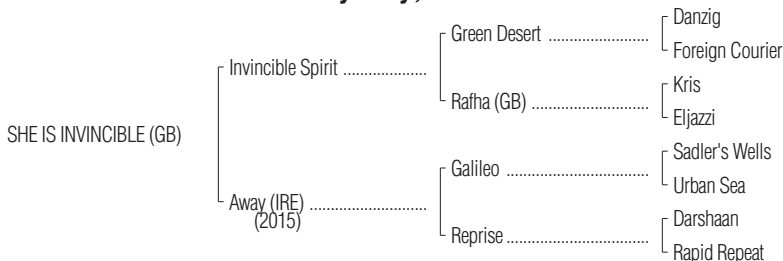 Danzig
Green Desert
Foreign Courier
Invincible Spirit
Kris
Rafha (GB)
Eljazzi
SHE IS INVINCIBLE (GB)
Sadler's Wells
Galileo
Urban Sea
Away (IRE)
(2015)
Darshaan
Reprise
Rapid Repeat